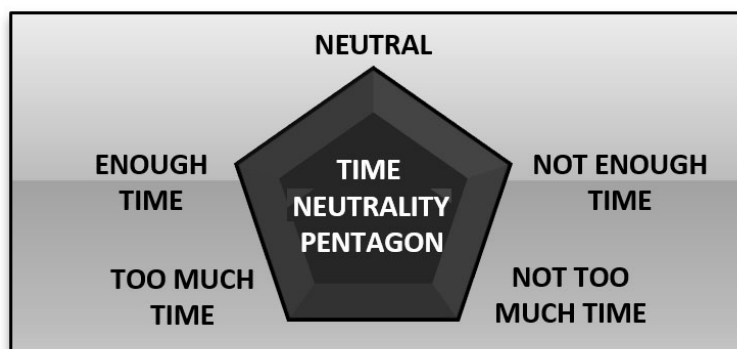 NEUTRAL
ENOUGH
TIME
NOT ENOUGH
TIME
TIME
NEUTRALITY
PENTAGON
TOO MUCH
TIME
NOT TOO
MUCH TIME